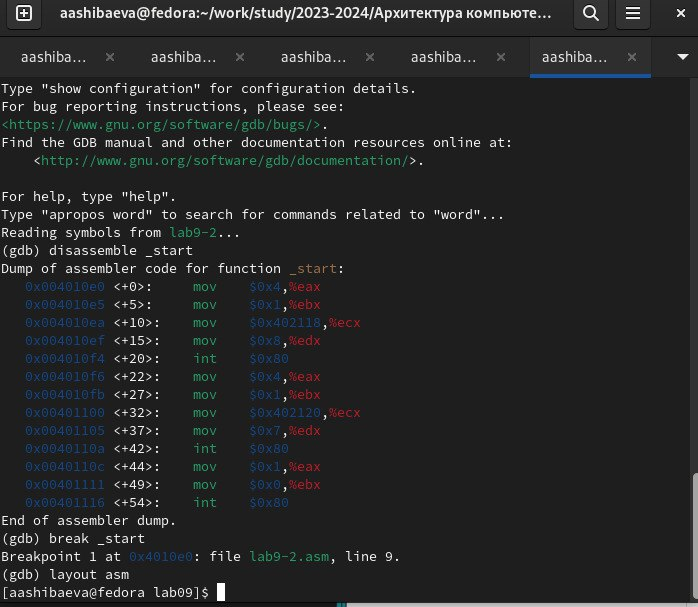 aashibaeva@fedora:~/work/study/2023-2024/Архитектура компьюте...
aashiba... × aashiba... × aashiba... × aashiba... × aashiba... ×
Type "show configuration" for configuration details.
For bug reporting instructions, please see:
<https://www.gnu.org/software/gdb/bugs/>.
Find the GDB manual and other documentation resources online at:
    <http://www.gnu.org/software/gdb/documentation/>.
For help, type "help".
Type "apropos word" to search for commands related to "word"...
Reading symbols from lab9-2...
(gdb) disassemble _start
Dump of assembler code for function _start:
   0x004010e0 <+0>:     mov    $0x4,%eax
   0x004010e5 <+5>:     mov    $0x1,%ebx
   0x004010ea <+10>:    mov    $0x402118,%ecx
   0x004010ef <+15>:    mov    $0x8,%edx
   0x004010f4 <+20>:    int    $0x80
   0x004010f6 <+22>:    mov    $0x4,%eax
   0x004010fb <+27>:    mov    $0x1,%ebx
   0x00401100 <+32>:    mov    $0x402120,%ecx
   0x00401105 <+37>:    mov    $0x7,%edx
   0x0040110a <+42>:    int    $0x80
   0x0040110c <+44>:    mov    $0x1,%eax
   0x00401111 <+49>:    mov    $0x0,%ebx
   0x00401116 <+54>:    int    $0x80
End of assembler dump.
(gdb) break _start
Breakpoint 1 at 0x4010e0: file lab9-2.asm, line 9.
(gdb) layout asm
[aashibaeva@fedora lab09]$